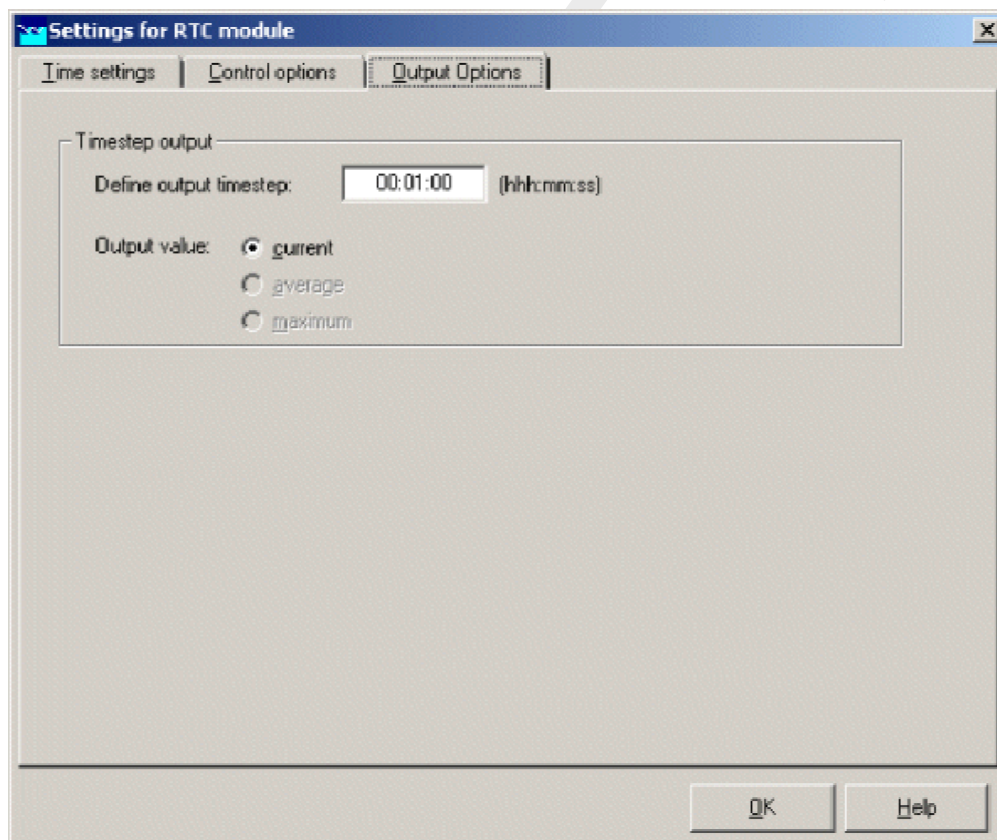 Settings for RTC module
Time settings Control options Output Options
Timestep output
Define output timestep: 00:01:00 (hhh:mm:ss)
Output value: current
average
maximum
OK Help